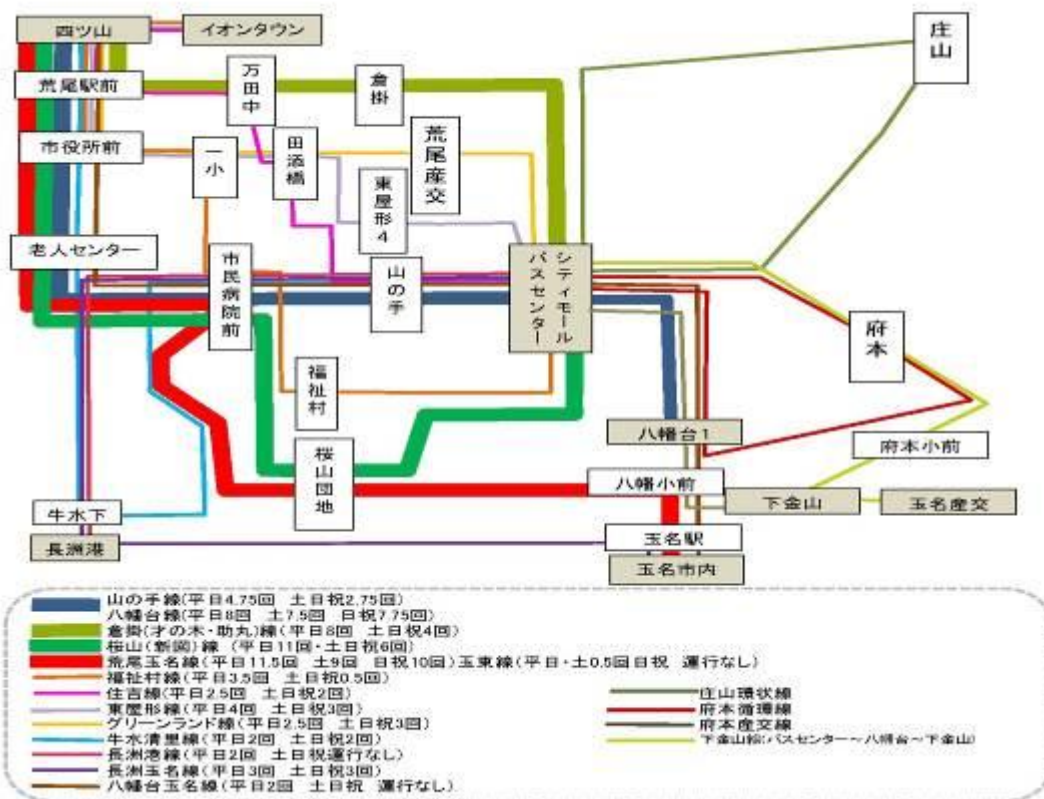 四ツ山
イオンタウン
庄山
荒尾駅前
万田中
倉掛
市役所前
一小
田添橋
荒尾産交
東屋形4
老人センター
市民病院前
山の手
シティモール
バスセンター
府本
福祉村
八幡台1
府本小前
桜山団地
八幡小前
下金山
玉名産交
牛水下
長洲港
玉名駅
玉名市内
山の手線(平日4.75回 土日祝2.75回)
八幡台線(平日8回 土7.5回 日祝7.75回)
倉掛(才の木・助丸)線(平日8回 土日祝4回)
桜山(新図)線 (平日11回・土日祝6回)
荒尾玉名線(平日11.5回 土9回 日祝10回)玉東線(平日・土0.5回日祝 運行なし)
福祉村線(平日3.5回 土日祝0.5回)
住吉線(平日2.5回 土日祝2回)
東屋形線(平日4回 土日祝3回)
グリーンランド線(平日2.5回 土日祝3回)
牛水清里線(平日2回 土日祝2回)
長洲港線(平日2回 土日祝運行なし)
長洲玉名線(平日3回 土日祝3回)
八幡台玉名線(平日2回 土日祝 運行なし)
庄山環状線
府本循環線
府本産交線
下金山線(バスセンター～八幡台～下金山)